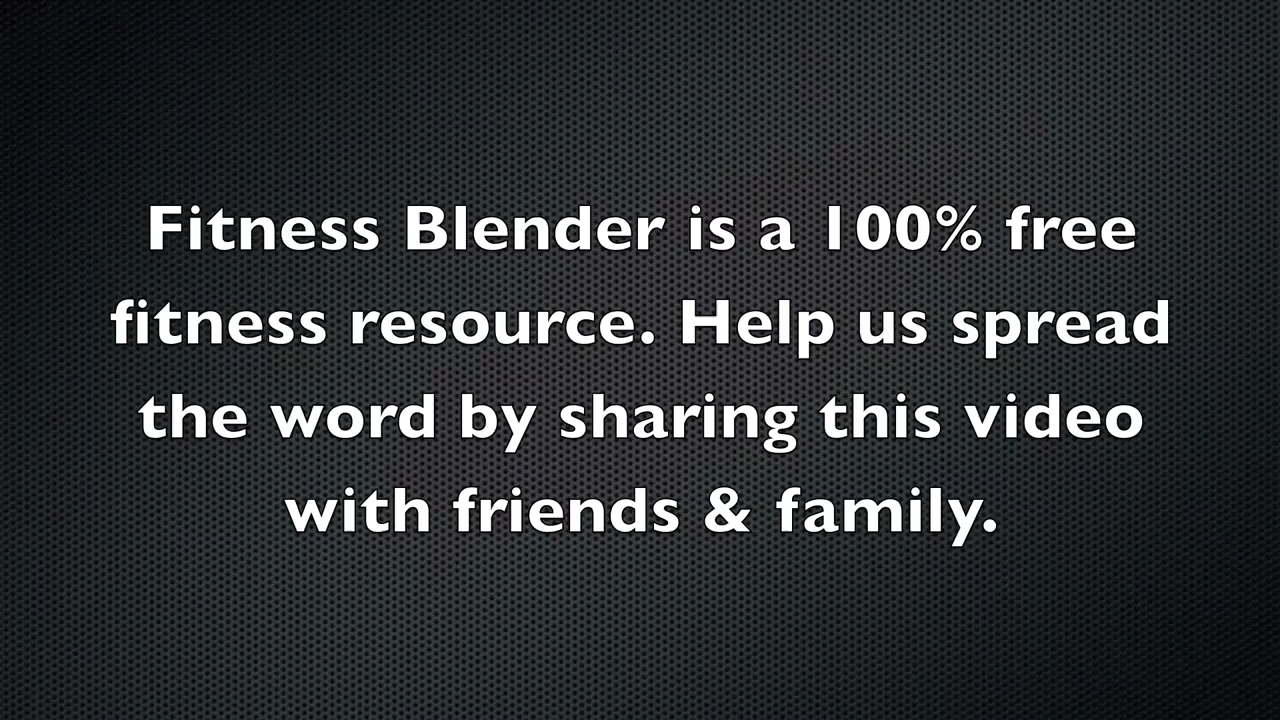 Fitness Blender is a 100% free
fitness resource. Help us spread
the word by sharing this video
with friends & family.